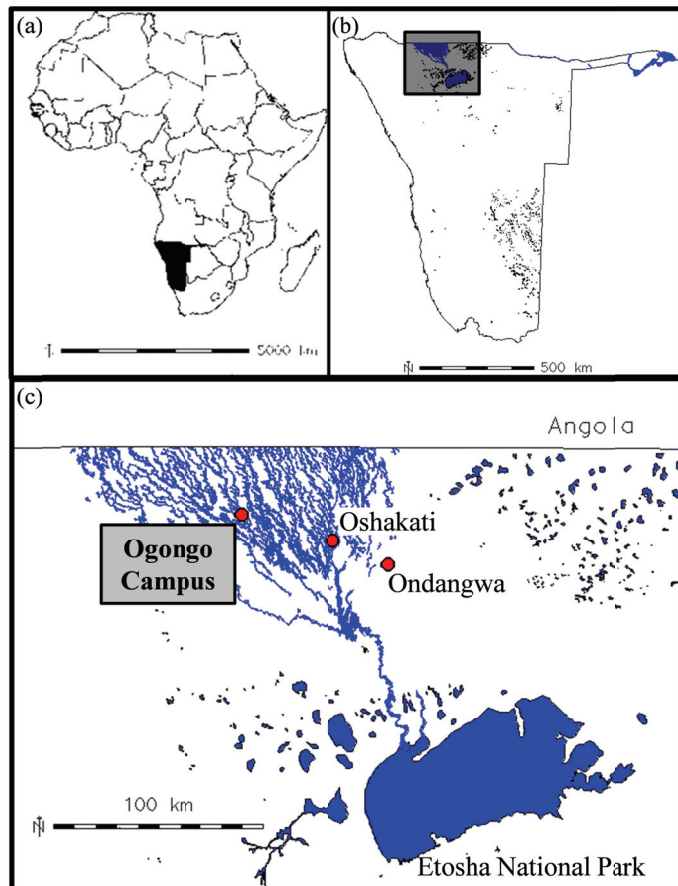 (a)
5000 km
(b)
N
500 km
(c)
Angola
Oshakati
Ogongo
Campus
Ondangwa
100 km
N
Etosha National Park